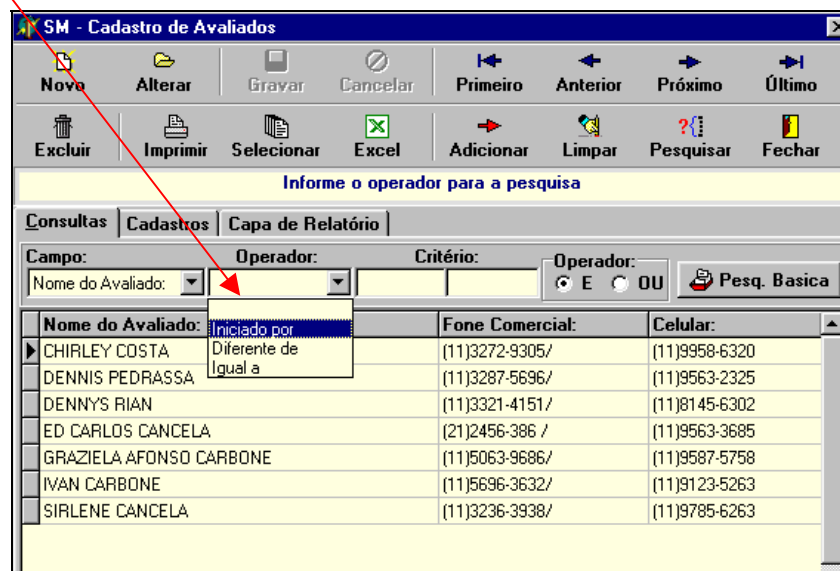 SM - Cadastro de Avaliados
Novo Alterar Gravar Cancelar Primeiro Anterior Próximo Último
Excluir Imprimir Selecionar Excel Adicionar Limpar Pesquisar Fechar
Informe o operador para a pesquisa
Consultas Cadastros Capa de Relatório
Campo: Operador: Critério: Operador:
Nome do Avaliado: E OU Pesq. Basica
Nome do Avaliado: Fone Comercial: Celular:
Iniciado por
Diferente de
Igual a
CHIRLEY COSTA (11)3272-9305/ (11)9958-6320
DENNIS PEDRASSA (11)3287-5696/ (11)9563-2325
DENNYS RIAN (11)3321-4151/ (11)8145-6302
ED CARLOS CANCELA (21)2456-386 / (11)9563-3685
GRAZIELA AFONSO CARBONE (11)5063-9686/ (11)9587-5758
IVAN CARBONE (11)5696-3632/ (11)9123-5263
SIRLENE CANCELA (11)3236-3938/ (11)9785-6263